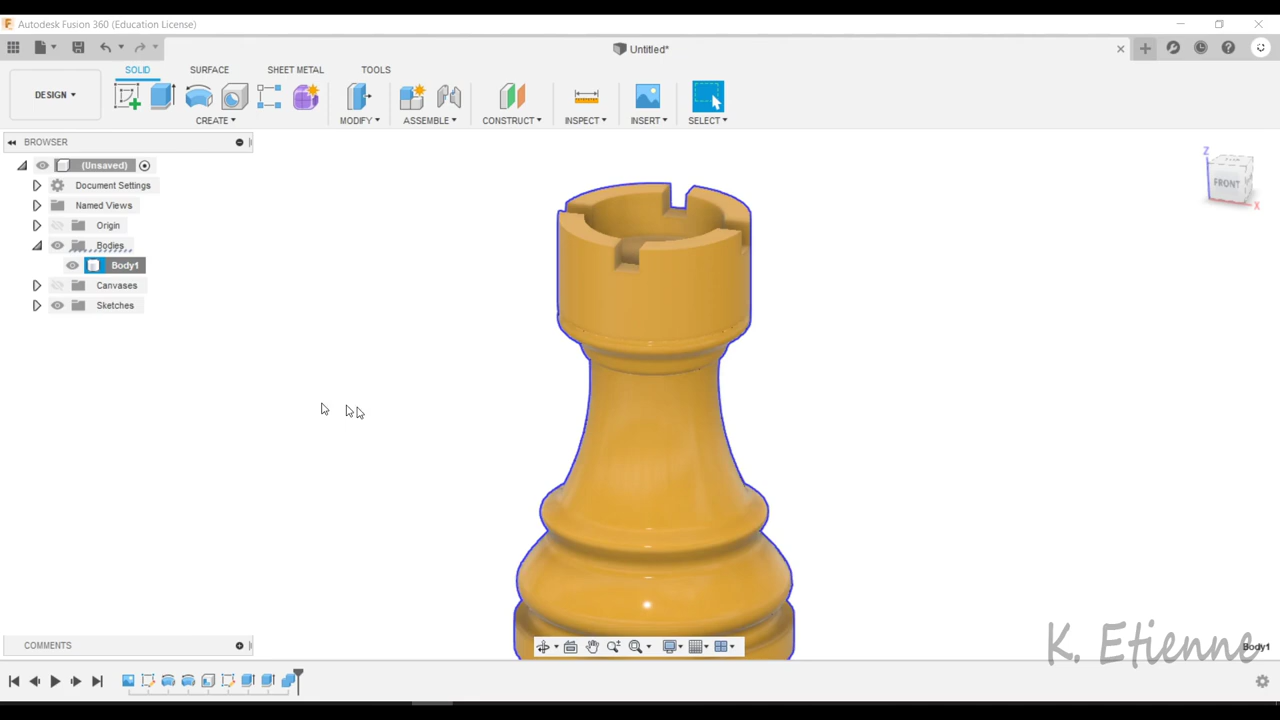 Autodesk Fusion 360 (Education License)
Untitled*
SOLID SURFACE SHEET METAL TOOLS
DESIGN
CREATE MODIFY ASSEMBLE CONSTRUCT INSPECT INSERT SELECT
BROWSER
(Unsaved)
Document Settings
Named Views
Origin
Bodies
Body1
Canvases
Sketches
Z
FRONT
X
COMMENTS
K. Etienne
Body1